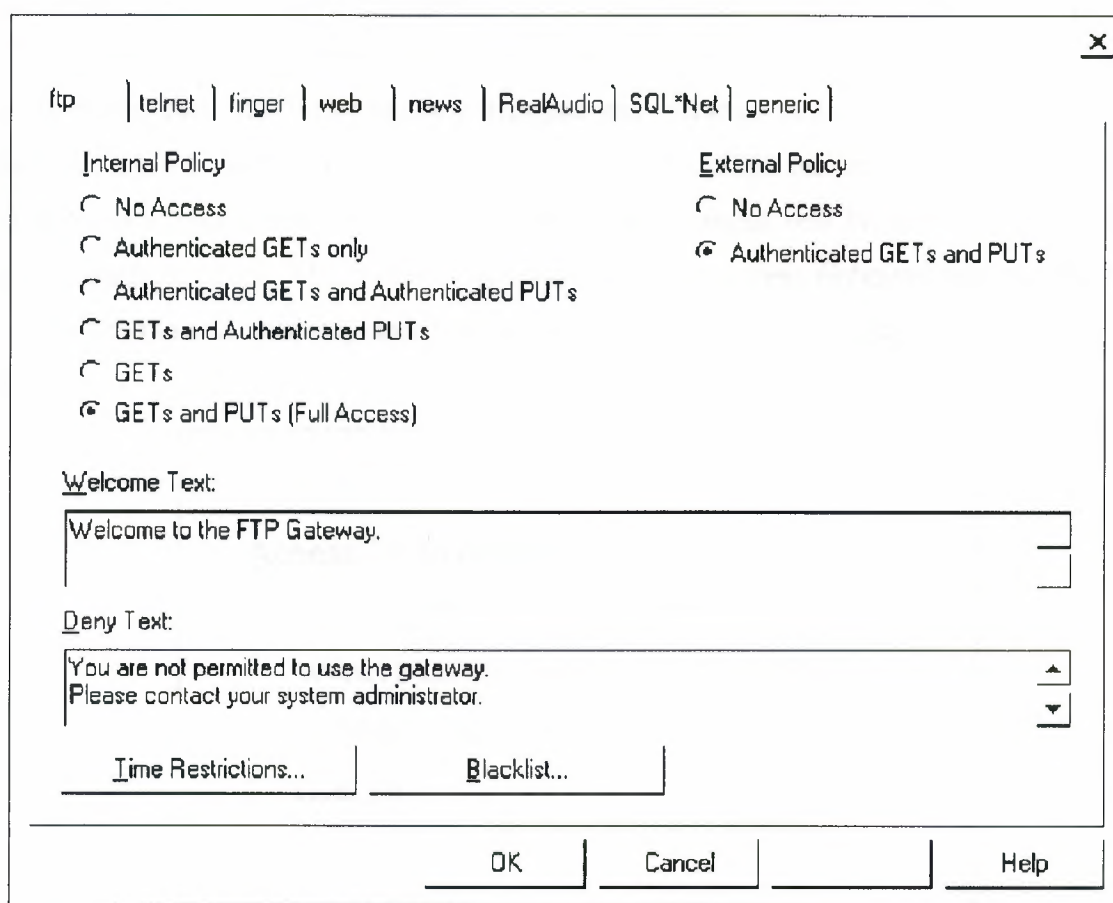 ftp telnet finger web news RealAudio SQL*Net generic
Internal Policy
No Access
Authenticated GETs only
Authenticated GETs and Authenticated PUTs
GETs and Authenticated PUTs
GETs
GETs and PUTs (Full Access)
External Policy
No Access
Authenticated GETs and PUTs
Welcome Text:
Welcome to the FTP Gateway.
Deny Text:
You are not permitted to use the gateway.
Please contact your system administrator.
Time Restrictions... Blacklist...
OK Cancel Help